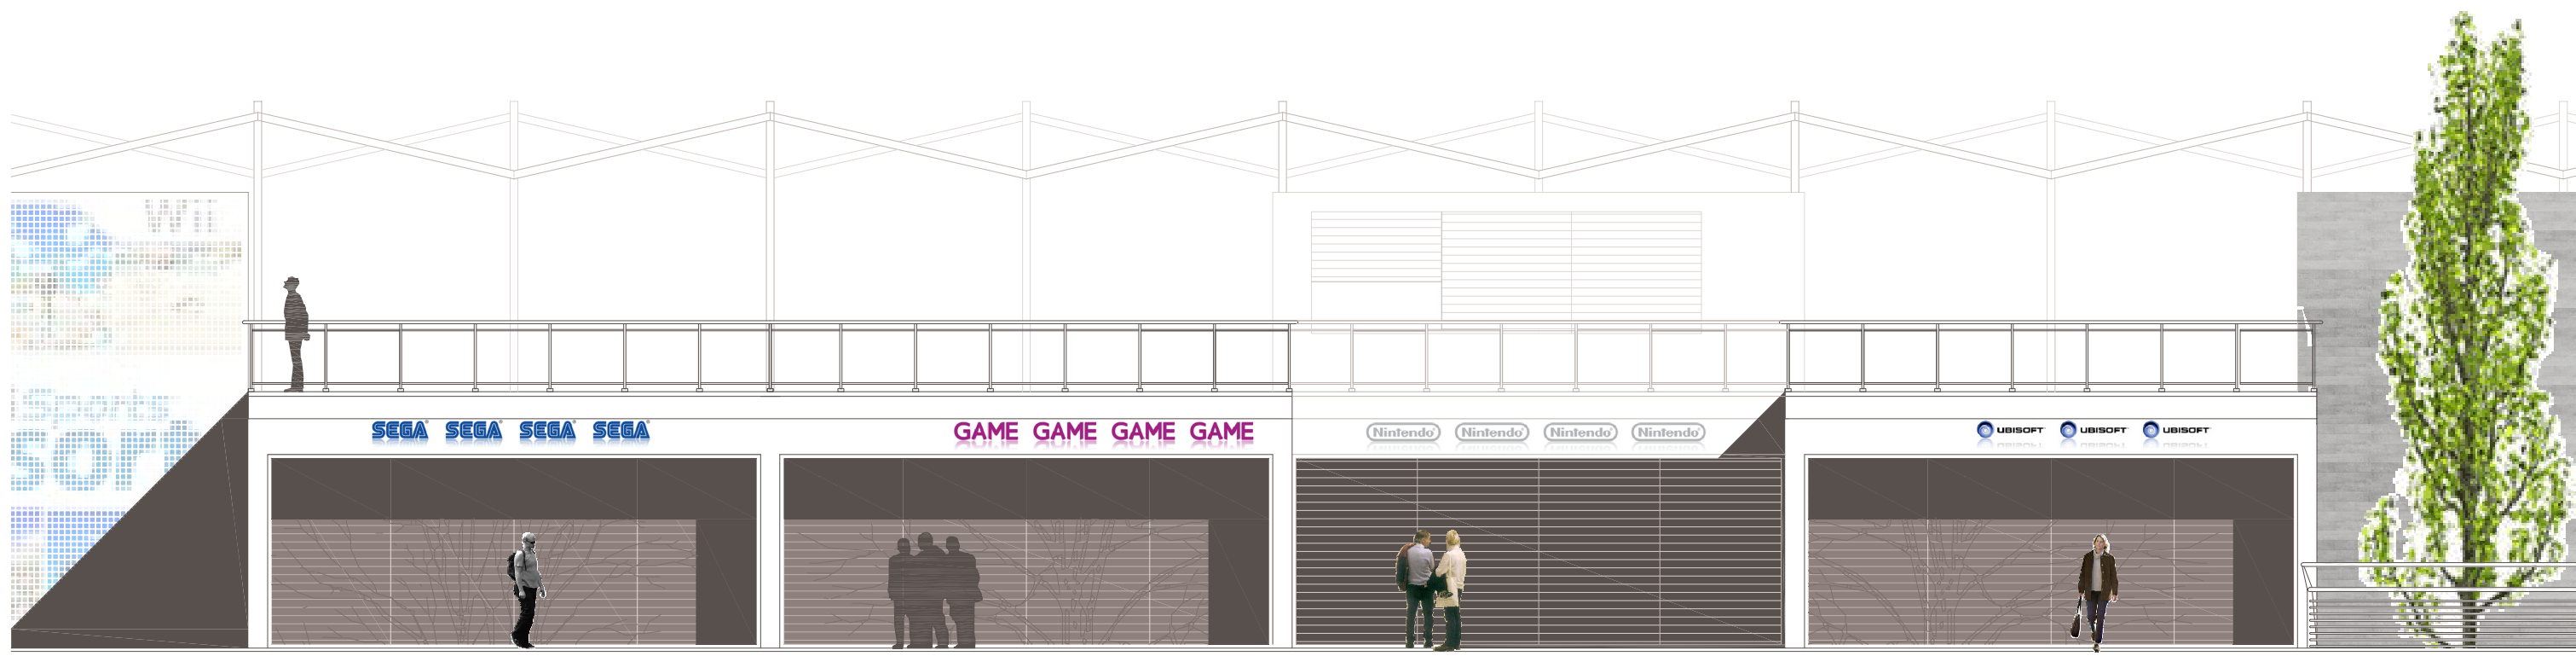 SEGA SEGA SEGA SEGA
GAME GAME GAME GAME
Nintendo Nintendo Nintendo Nintendo
UBISOFT UBISOFT UBISOFT